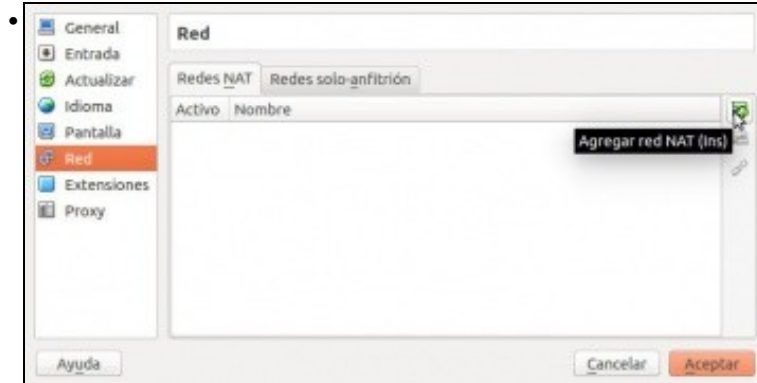 General
Entrada
Actualizar
Idioma
Pantalla
Red
Extensiones
Proxy
Red
Redes NAT Redes solo-anfitrión
Activo Nombre
Agregar red NAT (Ins)
Ayuda Cancelar Aceptar